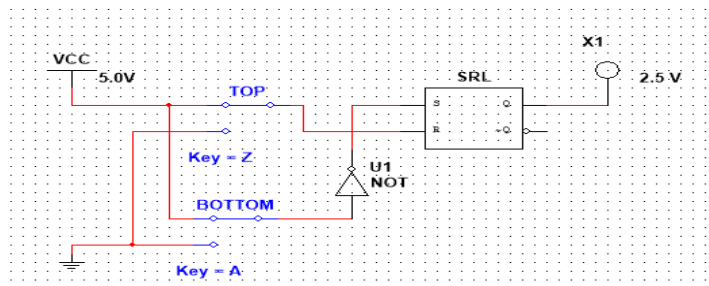 X1
VCC
5.0V
SRL
2.5 V
TOP
S
Q
R
~Q
Key = Z
U1
NOT
BOTTOM
Key = A